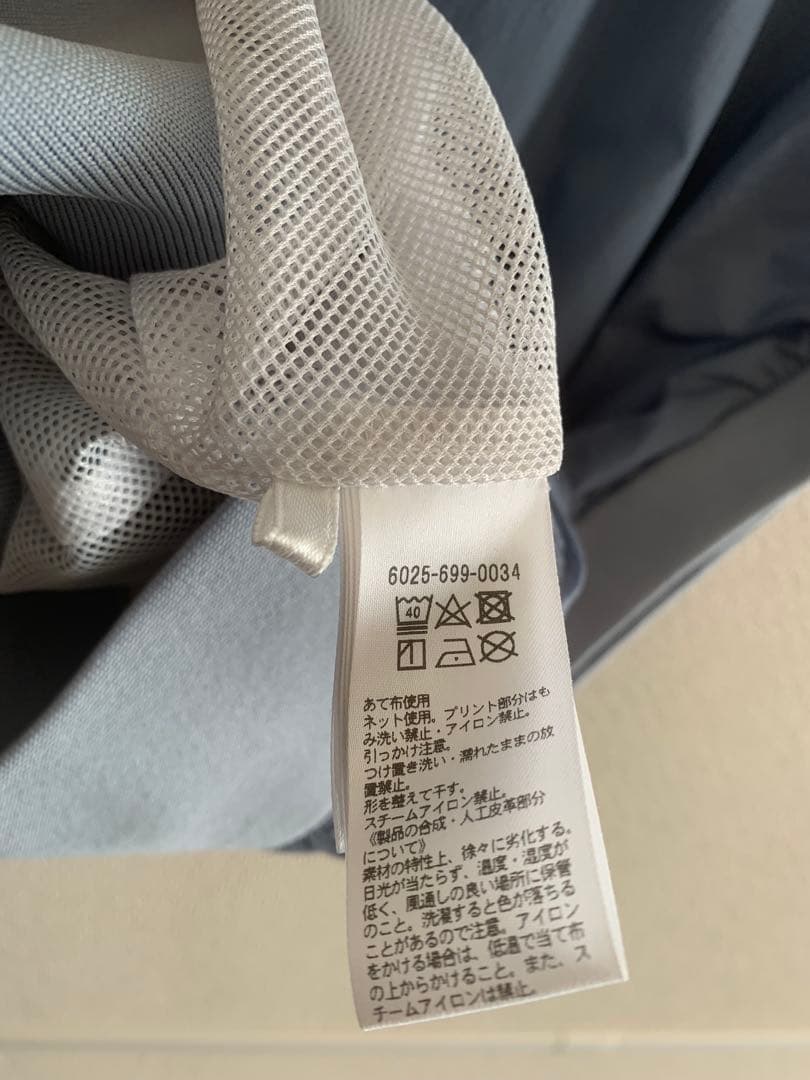 6025-699-0034
40
あて布使用
ネット使用。プリント部分はも
み洗い禁止・アイロン禁止。
引っかけ注意。
つけ置き洗い・濡れたままの放
置禁止。
形を整えて干す。
スチームアイロン禁止。
《製品の合成・人工皮革部分
について》
素材の特性上、徐々に劣化する。
日光が当たらず、温度・湿度が
低く、風通しの良い場所に保管
のこと。洗濯すると色が落ちる
ことがあるので注意。アイロン
をかける場合は、低温で当て布
の上からかけること。また、ス
チームアイロンは禁止。